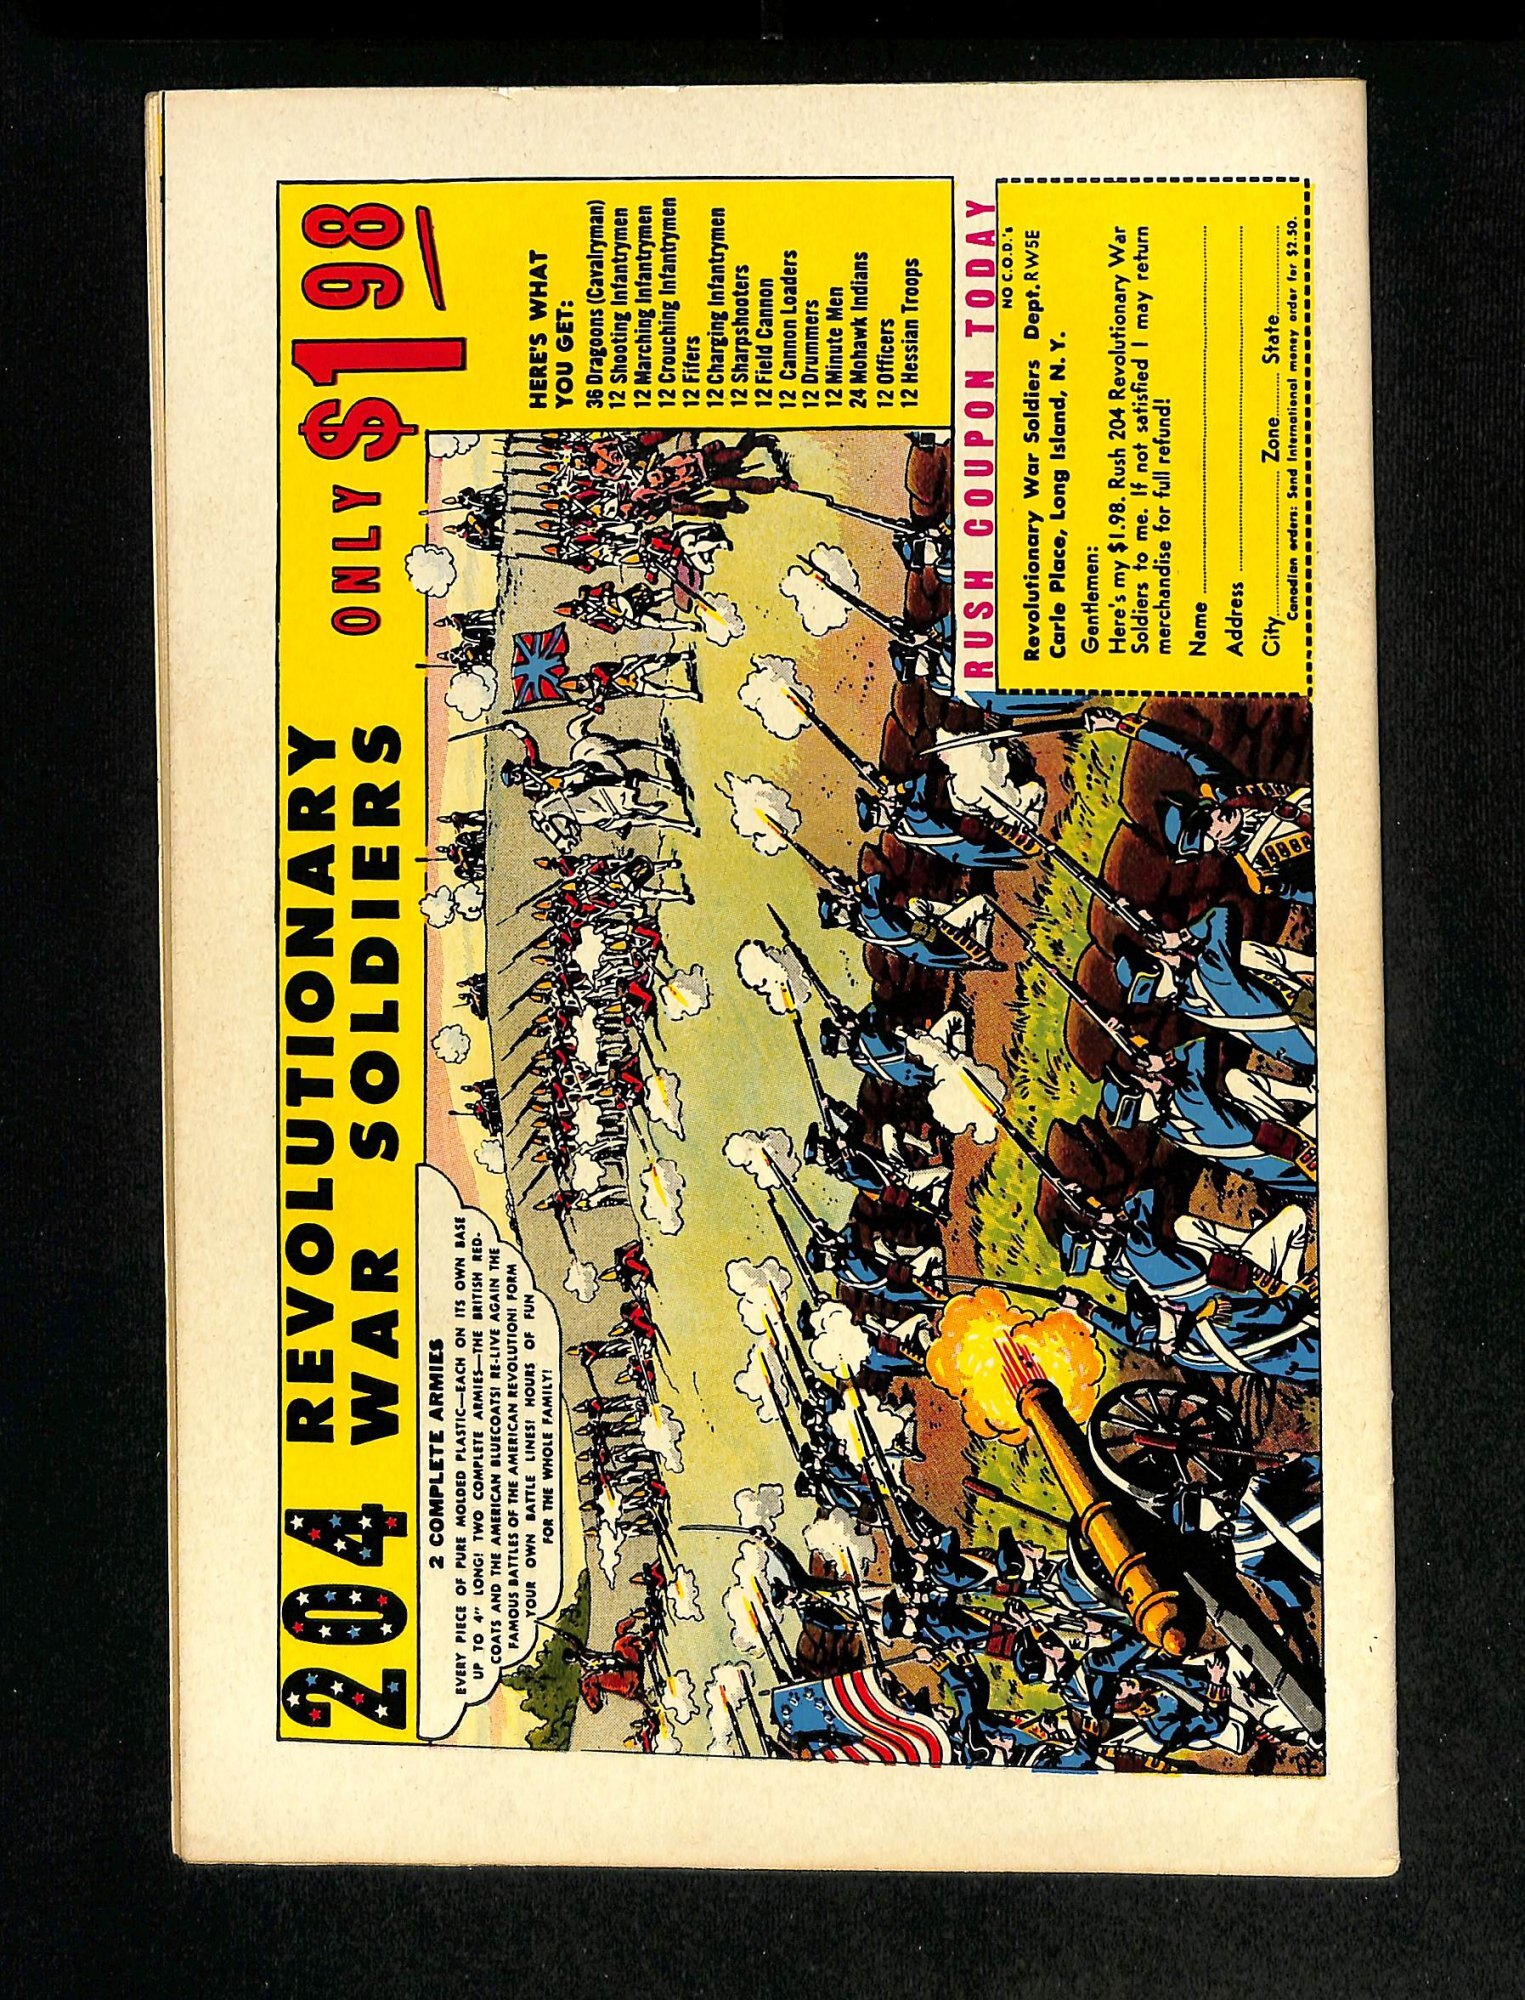 204 REVOLUTIONARY
WAR SOLDIERS ONLY $198
2 COMPLETE ARMIES
EVERY PIECE OF PURE MOLDED PLASTIC—EACH ON ITS OWN BASE
UP TO 4" LONG! TWO COMPLETE ARMIES—THE BRITISH RED-
COATS AND THE AMERICAN BLUECOATS! RE-LIVE AGAIN THE
FAMOUS BATTLES OF THE AMERICAN REVOLUTION! FORM
YOUR OWN BATTLE LINES! HOURS OF FUN
FOR THE WHOLE FAMILY!
HERE'S WHAT
YOU GET:
36 Dragoons (Cavalryman)
12 Shooting Infantrymen
12 Marching Infantrymen
12 Crouching Infantrymen
12 Fifers
12 Charging Infantrymen
12 Sharpshooters
12 Field Cannon
12 Cannon Loaders
12 Drummers
12 Minute Men
24 Mohawk Indians
12 Officers
12 Hessian Troops
RUSH COUPON TODAY
NO C.O.D.'s
Revolutionary War Soldiers Dept. RW5E
Carle Place, Long Island, N. Y.
Gentlemen:
Here's my $1.98. Rush 204 Revolutionary War
Soldiers to me. If not satisfied I may return
merchandise for full refund!
Name
Address
City Zone State
Canadian orders: Send International money order for $2.50.